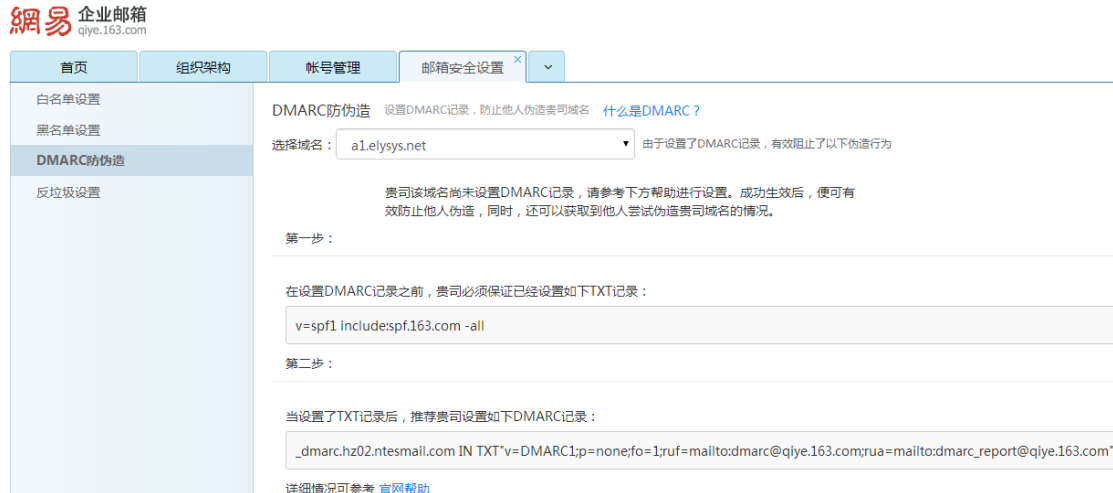 網易 企业邮箱
qiye.163.com
首页 组织架构 帐号管理 邮箱安全设置
白名单设置
黑名单设置
DMARC防伪造
反垃圾设置
DMARC防伪造 设置DMARC记录，防止他人伪造贵司域名 什么是DMARC？
选择域名： a1.elysys.net 由于设置了DMARC记录，有效阻止了以下伪造行为
贵司该域名尚未设置DMARC记录，请参考下方帮助进行设置。成功生效后，便可有
效防止他人伪造，同时，还可以获取到他人尝试伪造贵司域名的情况。
第一步：
在设置DMARC记录之前，贵司必须保证已经设置如下TXT记录：
v=spf1 include:spf.163.com -all
第二步：
当设置了TXT记录后，推荐贵司设置如下DMARC记录：
_dmarc.hz02.ntesmail.com IN TXT"v=DMARC1;p=none;fo=1;ruf=mailto:dmarc@qiye.163.com;rua=mailto:dmarc_report@qiye.163.com"
详细情况可参考 官网帮助